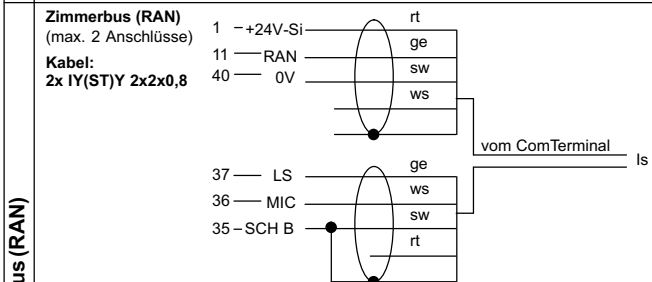 Zimmerbus (RAN)
(max. 2 Anschlüsse)
Kabel:
2x IY(ST)Y 2x2x0,8
1 +24V-Si rt
11 RAN ge
40 0V sw
ws
vom ComTerminal
Is
37 LS ge
36 MIC ws
35 SCH B sw
rt
us (RAN)